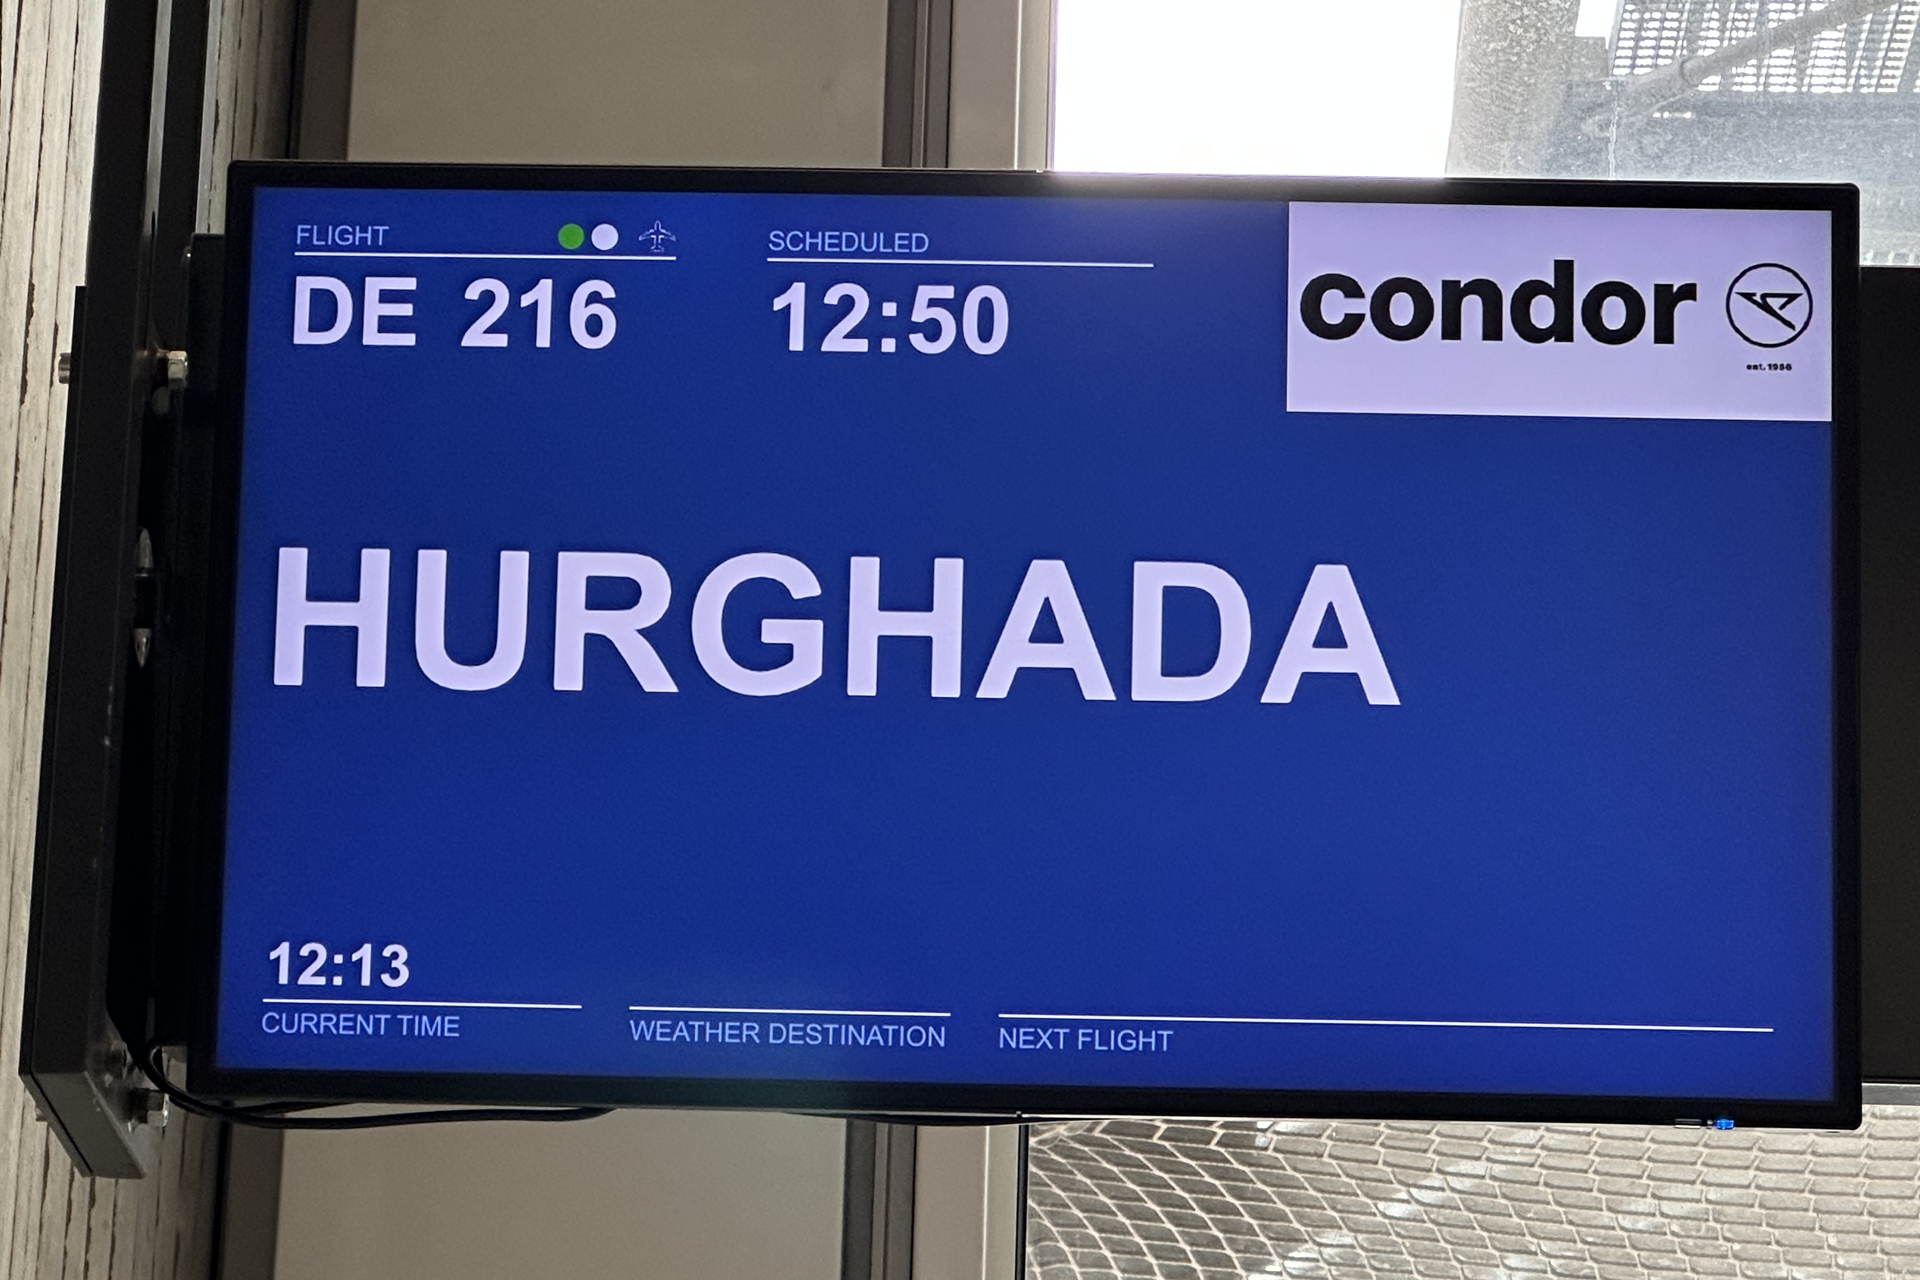 FLIGHT
DE 216
SCHEDULED
12:50
condor
est. 1956
HURGHADA
12:13
CURRENT TIME
WEATHER DESTINATION
NEXT FLIGHT